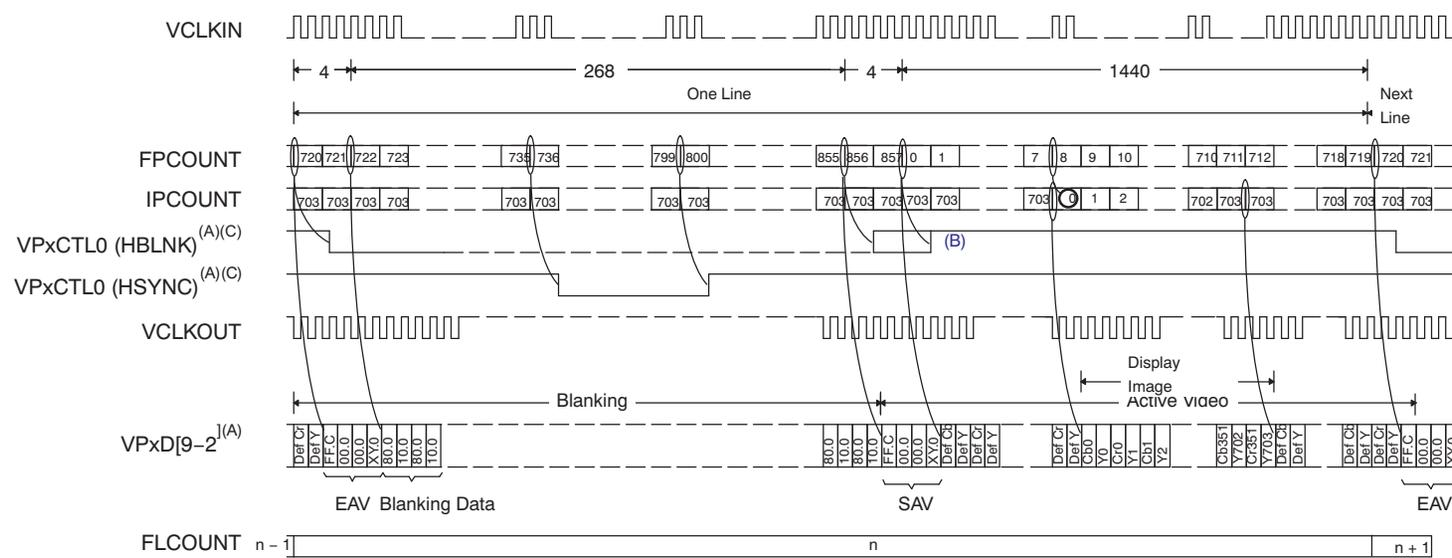 VCLKIN
4 268 4 1440
One Line Next
Line
FPCOUNT 720 721 722 723 735 736 799 800 855 856 857 0 1 7 8 9 10 710 711 712 718 719 720 721
IPCOUNT 703 703 703 703 703 703 703 703 703 703 703 703 703 703 0 1 2 702 703 703 703 703 703 703
VPxCTL0 (HBLNK)(A)(C) (B)
VPxCTL0 (HSYNC)(A)(C)
VCLKOUT
Display
Image
Blanking Active Video
VPxD[9−2](A) Def Cr Def Y FF.C 00.0 00.0 XY.0 80.0 10.0 80.0 10.0 80.0 10.0 80.0 10.0 FF.C 00.0 00.0 XY.0 Def Cb Def Y Def Cr Def Y Def Cr Def Y Cb0 Y0 Cr0 Y1 Cb1 Y2 Cb351 Y702 Cr351 Y703 Def Cb Def Y Def Cb Def Y Def Cr Def Y FF.C 00.0 00.0
EAV Blanking Data SAV EAV
FLCOUNT n − 1 n n + 1